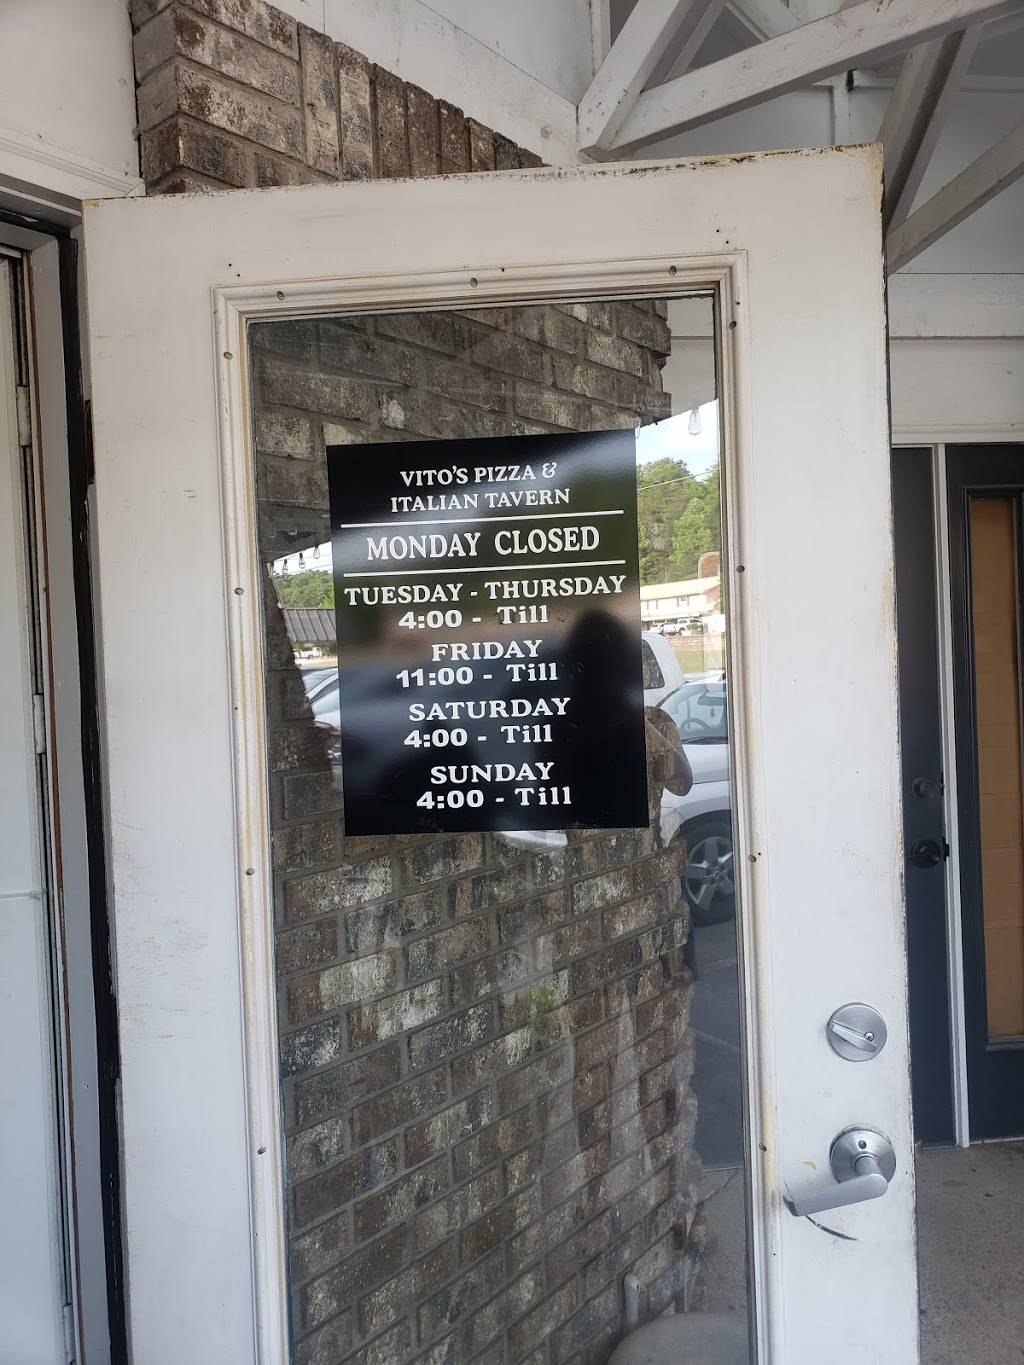 VITO'S PIZZA &
ITALIAN TAVERN
MONDAY CLOSED
TUESDAY - THURSDAY
4:00 - Till
FRIDAY
11:00 - Till
SATURDAY
4:00 - Till
SUNDAY
4:00 - Till